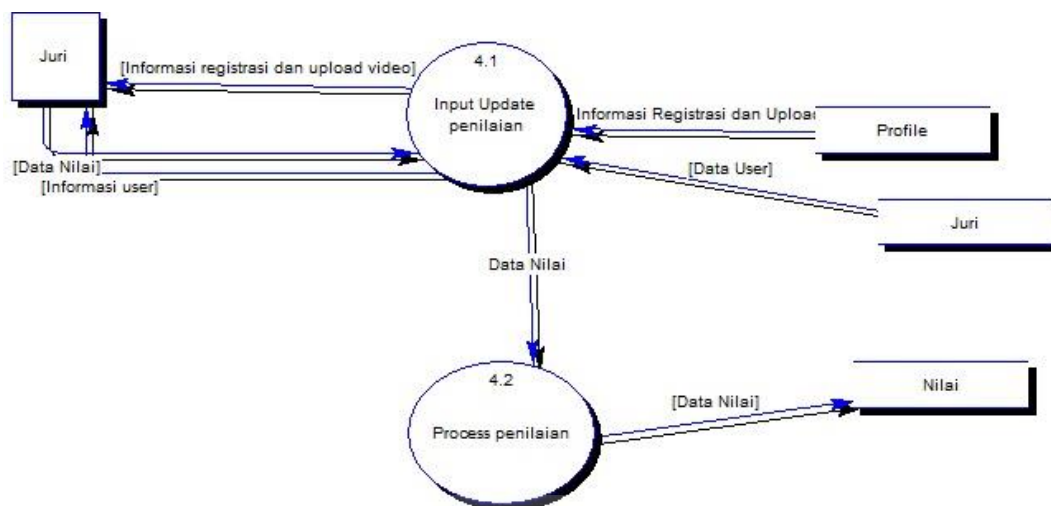 Juri
[Informasi registrasi dan upload video]
4.1
Input Update
penilaian
Informasi Registrasi dan Upload
Profile
[Data Nilai]
[Informasi user]
[Data User]
Juri
Data Nilai
4.2
Process penilaian
[Data Nilai]
Nilai